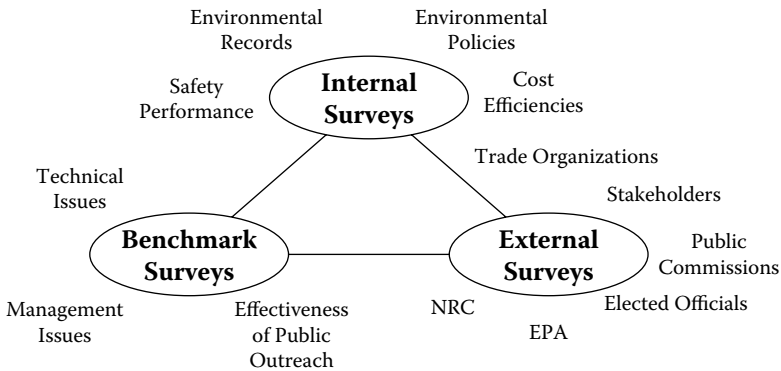 Environmental
Records
Environmental
Policies
Safety
Performance
Internal
Surveys
Cost
Efficiencies
Trade Organizations
Technical
Issues
Stakeholders
Benchmark
Surveys
External
Surveys
Public
Commissions
Management
Issues
Effectiveness
of Public
Outreach
NRC
EPA
Elected Officials